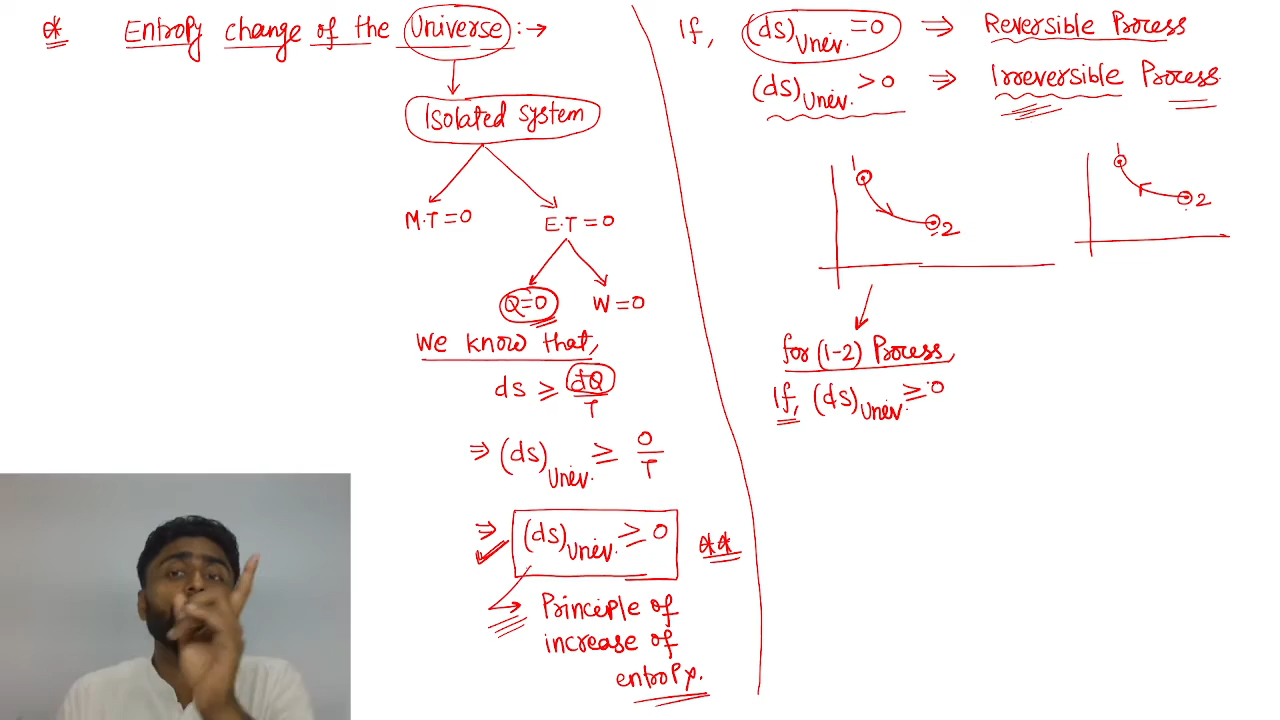 ** Entropy change of the Universe :→
Isolated system
M.T=0
E.T=0
Q=0
W=0
We know that,
ds ≥ dQ/T
⇒ (ds)Univ. ≥ 0/T
⇒ (ds)Univ. ≥ 0 **
→ Principle of
increase of
entropy.
If, (ds)Univ. =0 ⇒ Reversible Process
(ds)Univ. >0 ⇒ Irreversible Process
1
2
1
2
for (1-2) Process,
If, (ds)Univ. ≥ 0